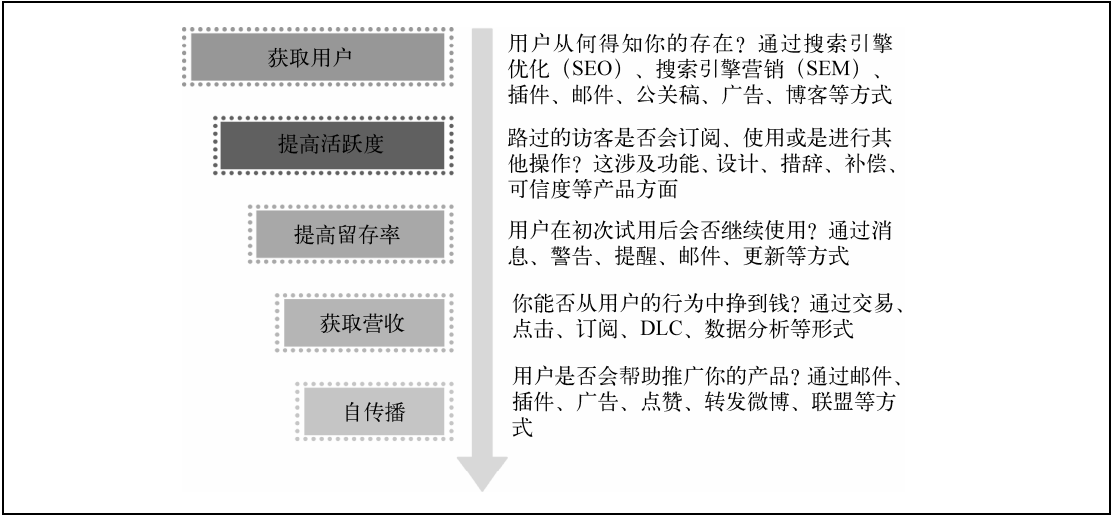 获取用户
用户从何得知你的存在？通过搜索引擎
优化（SEO）、搜索引擎营销（SEM）、
插件、邮件、公关稿、广告、博客等方式
提高活跃度
路过的访客是否会订阅、使用或是进行其
他操作？这涉及功能、设计、措辞、补偿、
可信度等产品方面
提高留存率
用户在初次试用后会否继续使用？通过消
息、警告、提醒、邮件、更新等方式
获取营收
你能否从用户的行为中挣到钱？通过交易、
点击、订阅、DLC、数据分析等形式
自传播
用户是否会帮助推广你的产品？通过邮件、
插件、广告、点赞、转发微博、联盟等方
式